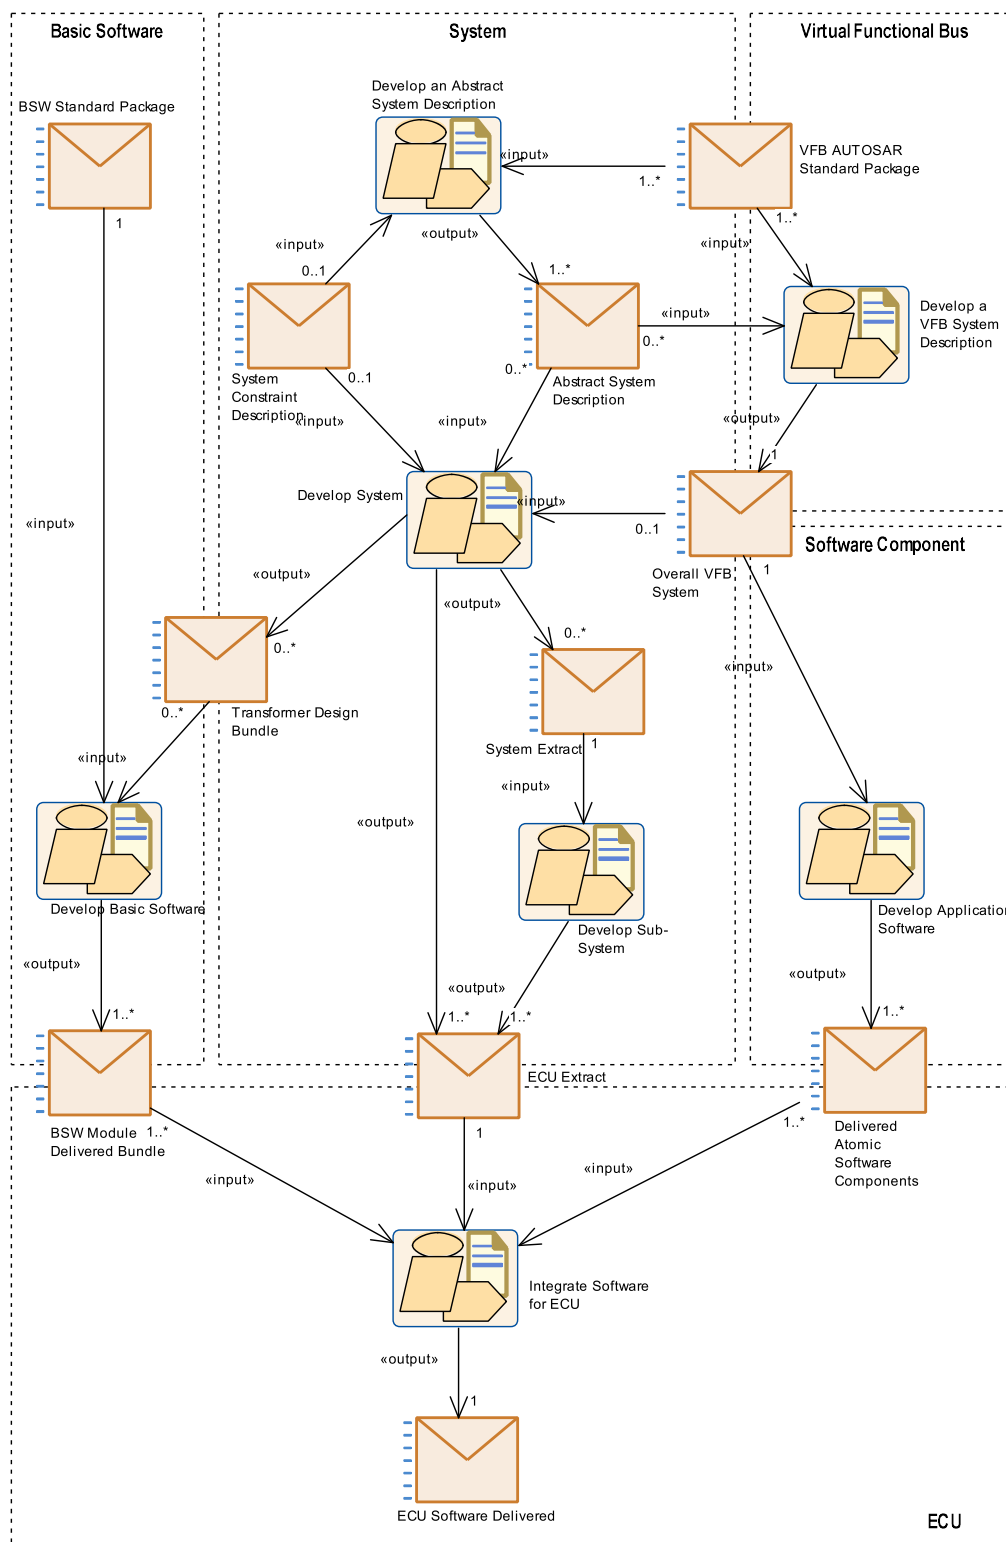 Basic Software
System
Virtual Functional Bus
Develop an Abstract
System Description
BSW Standard Package
VFB AUTOSAR
Standard Package
«input»
1..*
1
1..*
«output»
«input»
«input»
0..1
1..*
Develop a
VFB System
Description
«input»
0..*
0..*
0..1
System
Constraint
Description
Abstract System
Description
«input»
«input»
«output»
1
Develop System
«input»
«input»
0..1
Software Component
1
Overall VFB
System
«output»
«output»
0..*
0..*
«input»
0..*
Transformer Design
Bundle
System Extract
1
«input»
«input»
«output»
Develop Basic Software
Develop Application
Software
Develop Sub-
System
«output»
«output»
«output»
1..*
1..*
1..*
1..*
ECU Extract
BSW Module
Delivered Bundle
1..*
1
1..*
Delivered
Atomic
Software
Components
«input»
«input»
«input»
Integrate Software
for ECU
«output»
1
ECU Software Delivered
ECU